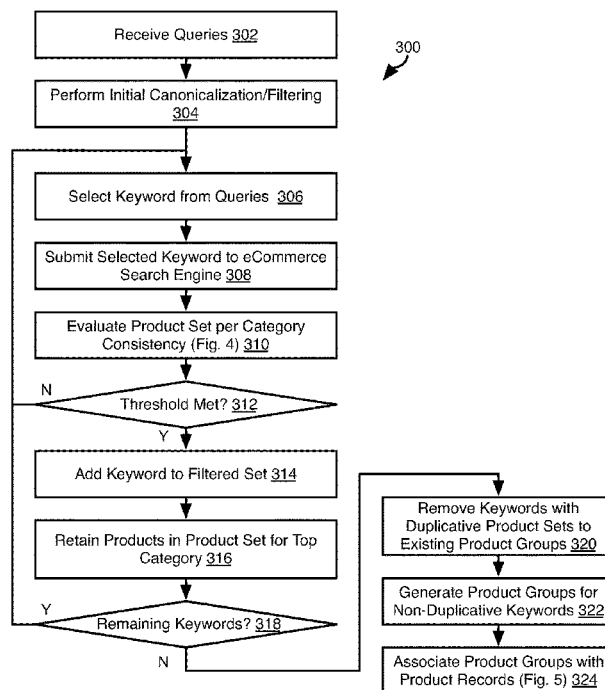 Receive Queries 302
300
Perform Initial Canonicalization/Filtering
304
Select Keyword from Queries 306
Submit Selected Keyword to eCommerce
Search Engine 308
Evaluate Product Set per Category
Consistency (Fig. 4) 310
N
Threshold Met? 312
Y
Add Keyword to Filtered Set 314
Retain Products in Product Set for Top
Category 316
Y
Remaining Keywords? 318
N
Remove Keywords with
Duplicative Product Sets to
Existing Product Groups 320
Generate Product Groups for
Non-Duplicative Keywords 322
Associate Product Groups with
Product Records (Fig. 5) 324